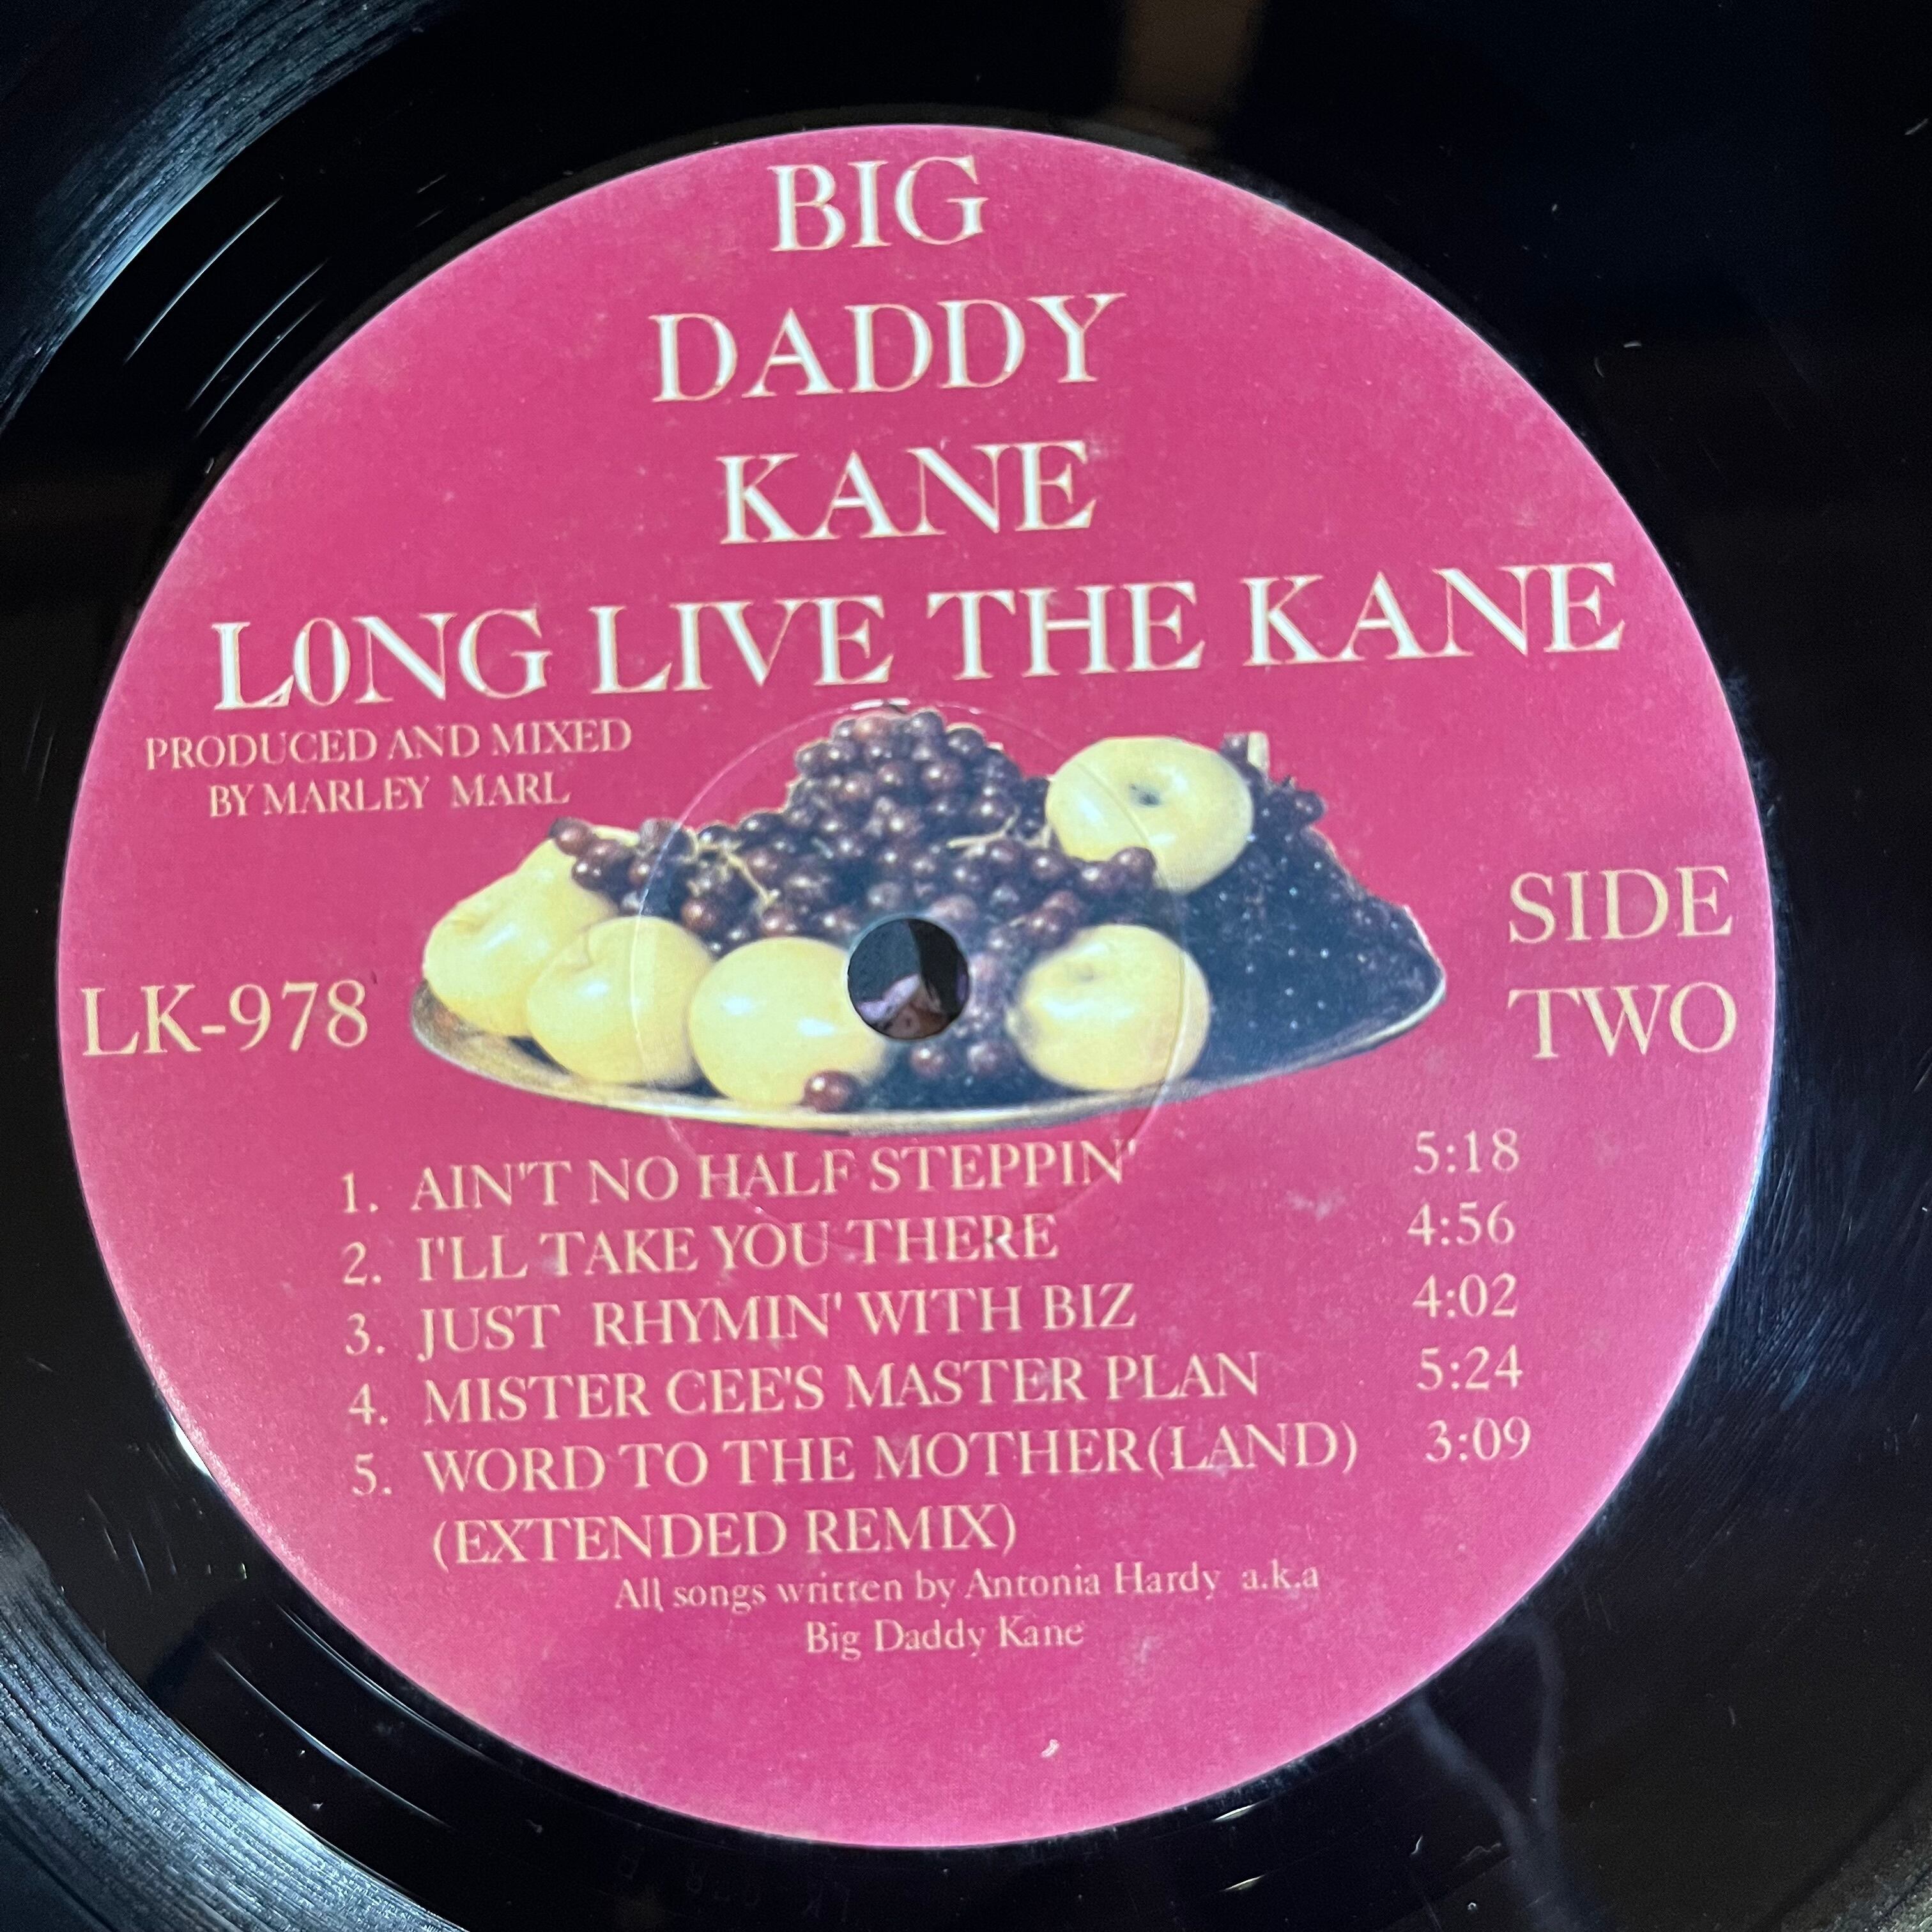 BIG
DADDY
KANE
L0NG LIVE THE KANE
PRODUCED AND MIXED
BY MARLEY MARL
SIDE
TWO
LK-978
1. AIN'T NO HALF STEPPIN' 5:18
2. I'LL TAKE YOU THERE 4:56
3. JUST RHYMIN' WITH BIZ 4:02
4. MISTER CEE'S MASTER PLAN 5:24
5. WORD TO THE MOTHER(LAND) 3:09
(EXTENDED REMIX)
All songs written by Antonia Hardy a.k.a
Big Daddy Kane